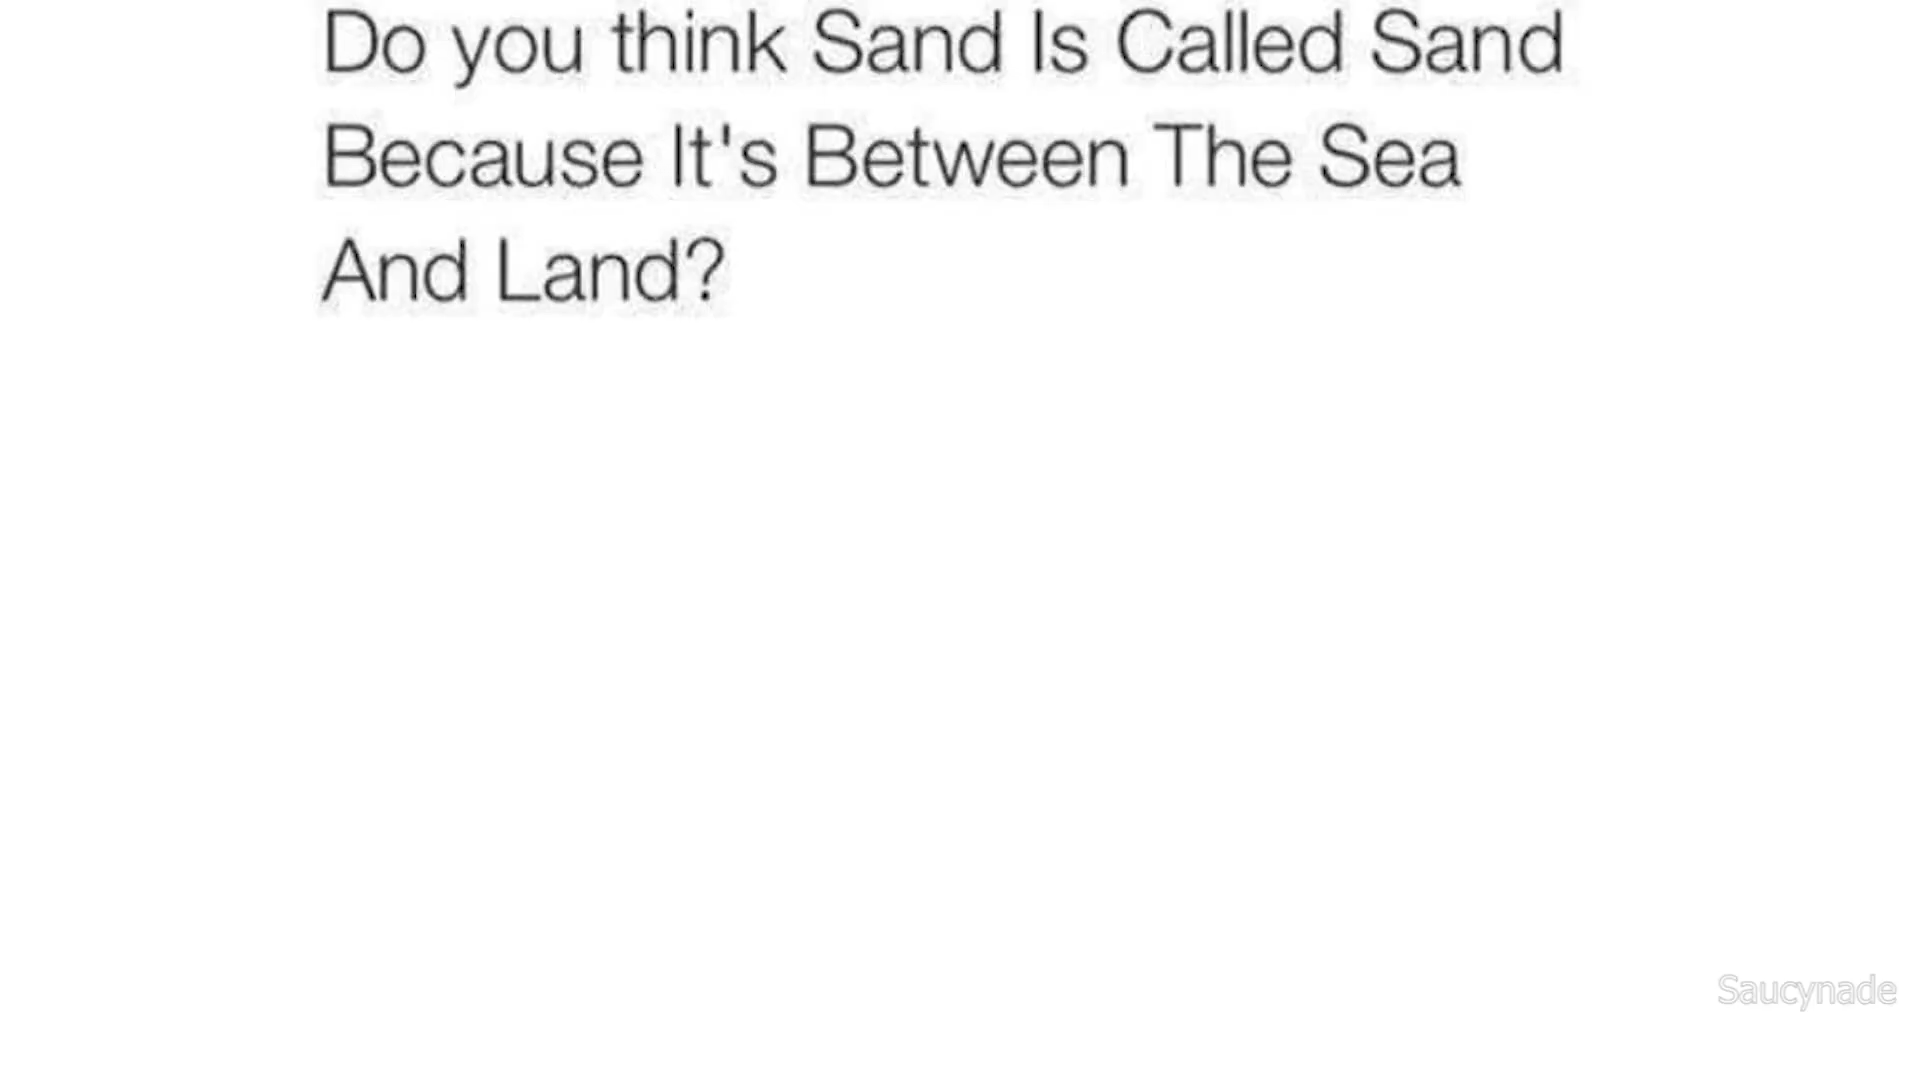 Do you think Sand Is Called Sand
Because It's Between The Sea
And Land?
Saucynade